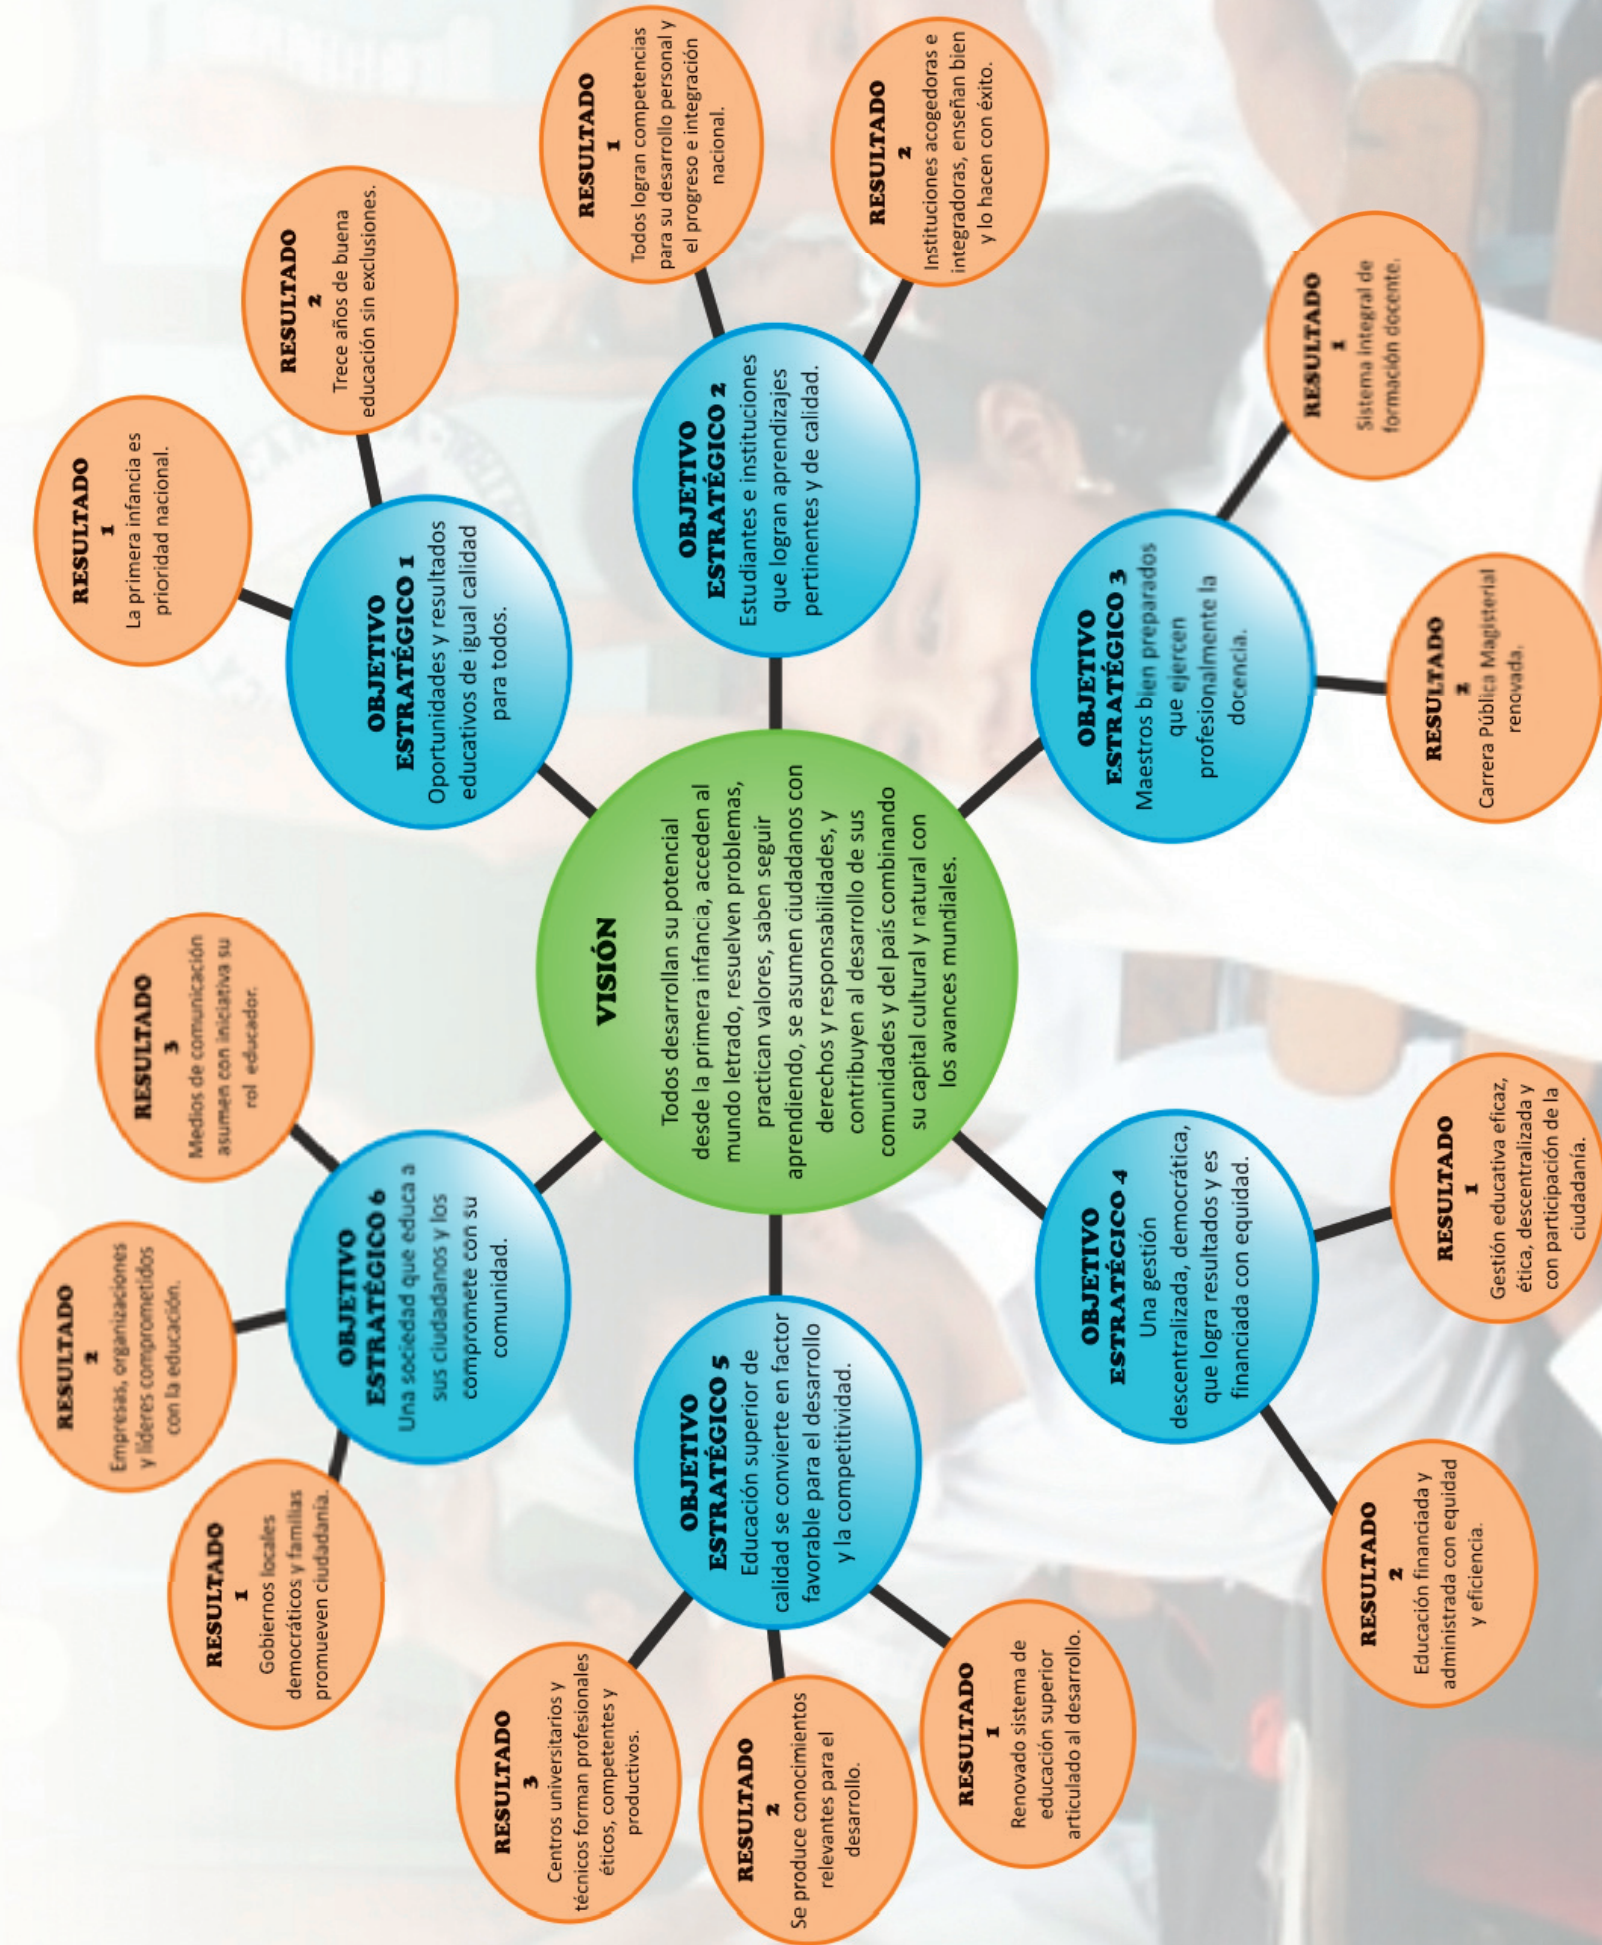 VISIÓN
Todos desarrollan su potencial
desde la primera infancia, acceden al
mundo letrado, resuelven problemas,
practican valores, saben seguir
aprendiendo, se asumen ciudadanos con
derechos y responsabilidades, y
contribuyen al desarrollo de sus
comunidades y del país combinando
su capital cultural y natural con
los avances mundiales.
OBJETIVO
ESTRATÉGICO 1
Oportunidades y resultados
educativos de igual calidad
para todos.
RESULTADO
1
La primera infancia es
prioridad nacional.
RESULTADO
2
Trece años de buena
educación sin exclusiones.
OBJETIVO
ESTRATÉGICO 2
Estudiantes e instituciones
que logran aprendizajes
pertinentes y de calidad.
RESULTADO
1
Todos logran competencias
para su desarrollo personal y
el progreso e integración
nacional.
RESULTADO
2
Instituciones acogedoras e
integradoras, enseñan bien
y lo hacen con éxito.
OBJETIVO
ESTRATÉGICO 3
Maestros bien preparados
que ejercen
profesionalmente la
docencia.
RESULTADO
1
Sistema integral de
formación docente.
RESULTADO
2
Carrera Pública Magisterial
renovada.
OBJETIVO
ESTRATÉGICO 4
Una gestión
descentralizada, democrática,
que logra resultados y es
financiada con equidad.
RESULTADO
1
Gestión educativa eficaz,
ética, descentralizada y
con participación de la
ciudadanía.
RESULTADO
2
Educación financiada y
administrada con equidad
y eficiencia.
OBJETIVO
ESTRATÉGICO 5
Educación superior de
calidad se convierte en factor
favorable para el desarrollo
y la competitividad.
RESULTADO
1
Renovado sistema de
educación superior
articulado al desarrollo.
RESULTADO
2
Se produce conocimientos
relevantes para el
desarrollo.
RESULTADO
3
Centros universitarios y
técnicos forman profesionales
éticos, competentes y
productivos.
OBJETIVO
ESTRATÉGICO 6
Una sociedad que educa a
sus ciudadanos y los
compromete con su
comunidad.
RESULTADO
1
Gobiernos locales
democráticos y familias
promueven ciudadanía.
RESULTADO
2
Empresas, organizaciones
y líderes comprometidos
con la educación.
RESULTADO
3
Medios de comunicación
asumen con iniciativa su
rol educador.